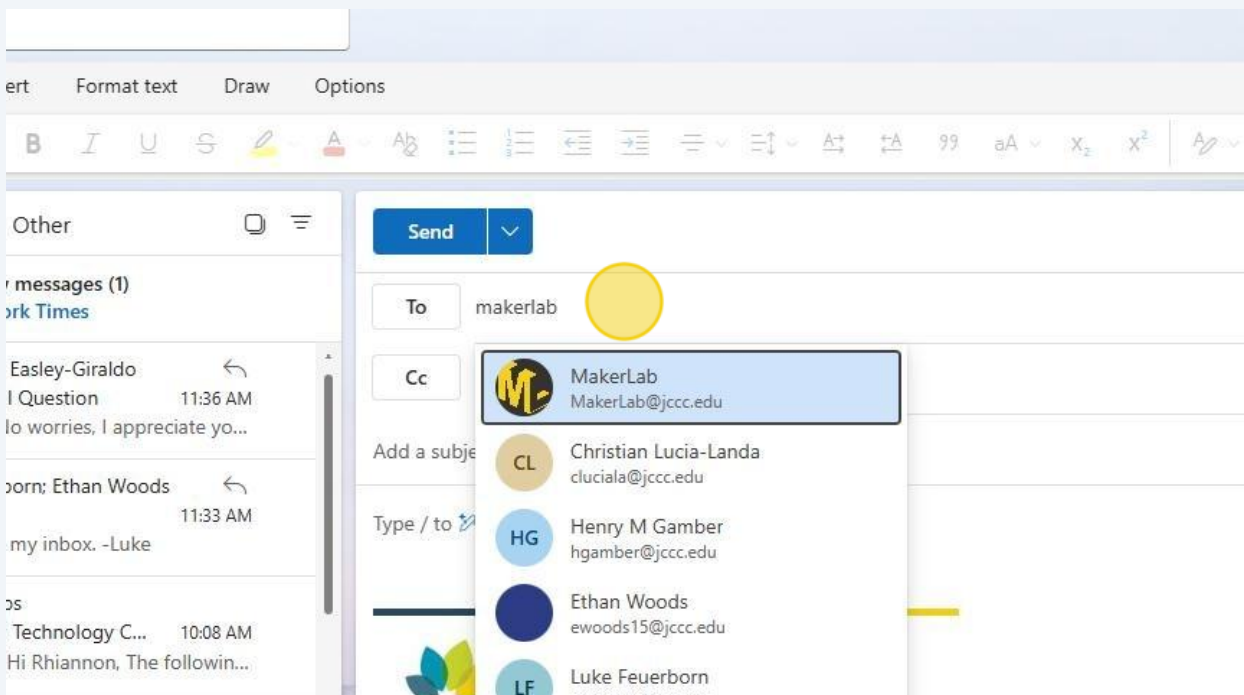 ert Format text Draw Options
B I U S A Ab 99 aA x₂ x² A
Other
Send
messages (1)
ork Times
To makerlab
Easley-Giraldo
l Question 11:36 AM
lo worries, I appreciate yo...
Cc
MakerLab
MakerLab@jccc.edu
Add a subje
CL
Christian Lucia-Landa
cluciala@jccc.edu
orn; Ethan Woods
11:33 AM
my inbox. -Luke
Type / to
HG
Henry M Gamber
hgamber@jccc.edu
Ethan Woods
ewoods15@jccc.edu
os
Technology C... 10:08 AM
Hi Rhiannon, The followin...
LF
Luke Feuerborn